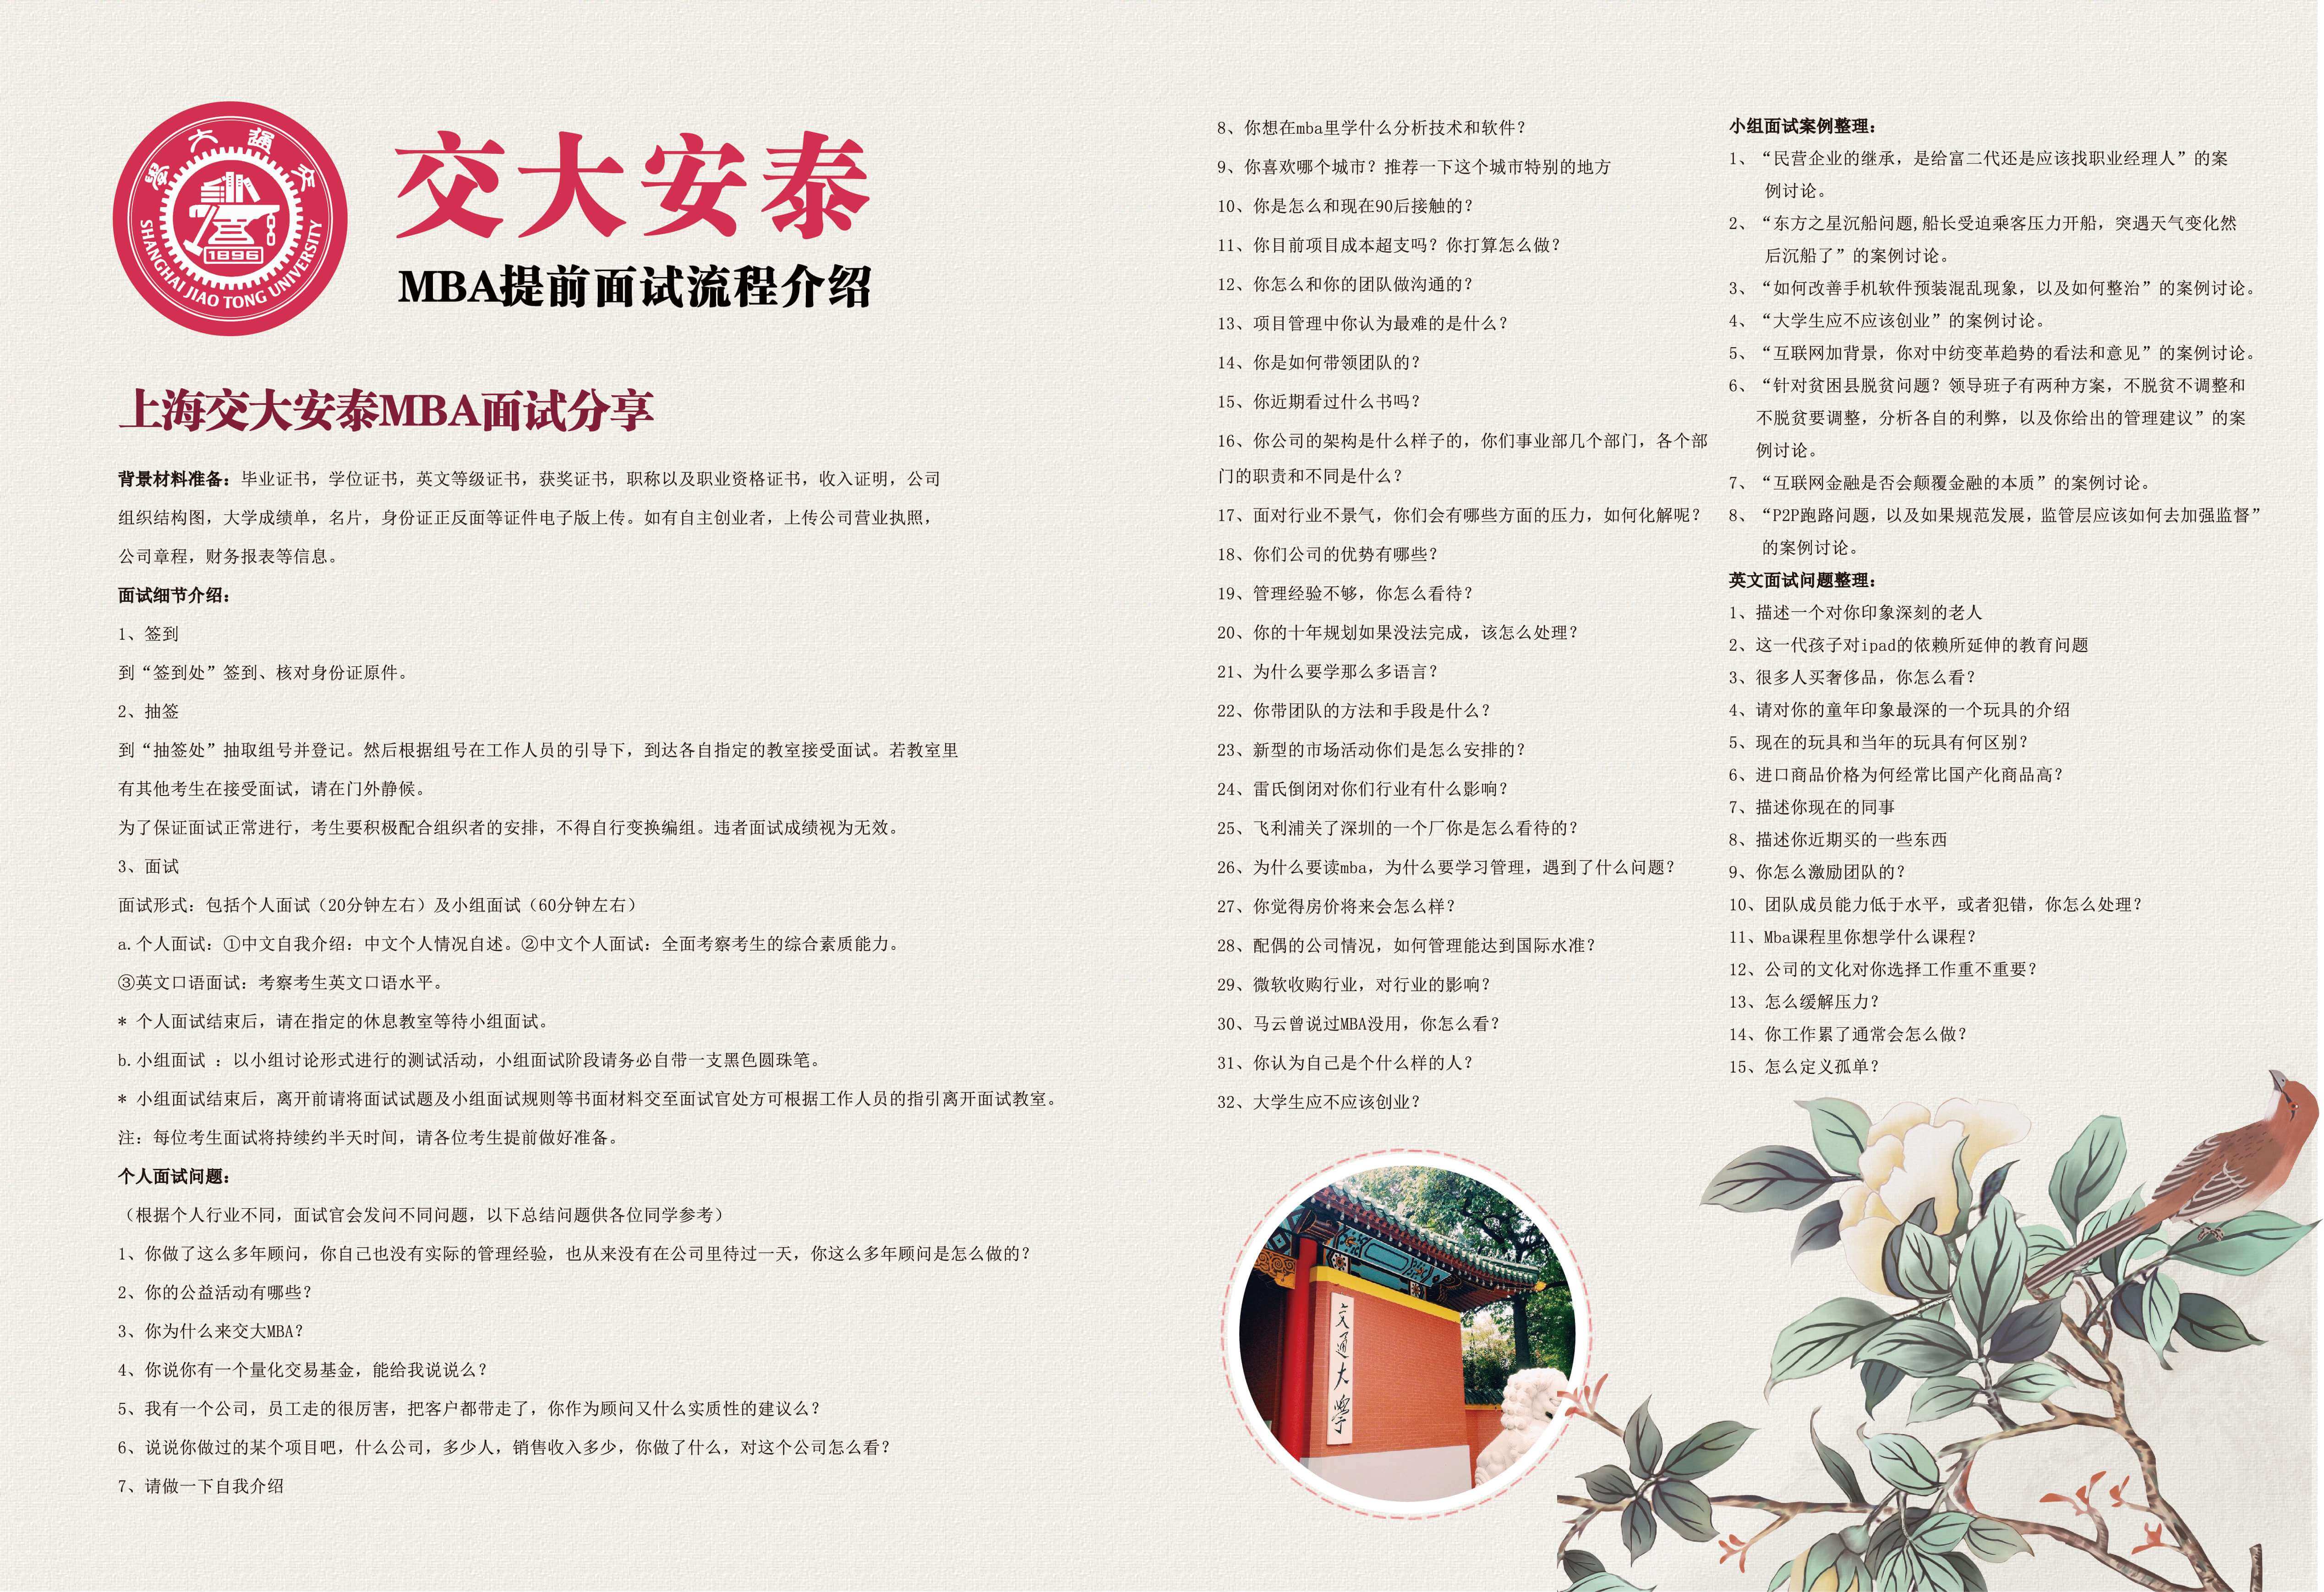 學大通交
1896
SHANGHAI JIAO TONG UNIVERSITY
交大安泰
MBA提前面试流程介绍
上海交大安泰MBA面试分享
背景材料准备：毕业证书，学位证书，英文等级证书，获奖证书，职称以及职业资格证书，收入证明，公司
组织结构图，大学成绩单，名片，身份证正反面等证件电子版上传。如有自主创业者，上传公司营业执照，
公司章程，财务报表等信息。
面试细节介绍：
1、签到
到“签到处”签到、核对身份证原件。
2、抽签
到“抽签处”抽取组号并登记。然后根据组号在工作人员的引导下，到达各自指定的教室接受面试。若教室里
有其他考生在接受面试，请在门外静候。
为了保证面试正常进行，考生要积极配合组织者的安排，不得自行变换编组。违者面试成绩视为无效。
3、面试
面试形式：包括个人面试（20分钟左右）及小组面试（60分钟左右）
a.个人面试：①中文自我介绍：中文个人情况自述。②中文个人面试：全面考察考生的综合素质能力。
③英文口语面试：考察考生英文口语水平。
* 个人面试结束后，请在指定的休息教室等待小组面试。
b.小组面试 ：以小组讨论形式进行的测试活动，小组面试阶段请务必自带一支黑色圆珠笔。
* 小组面试结束后，离开前请将面试试题及小组面试规则等书面材料交至面试官处方可根据工作人员的指引离开面试教室。
注：每位考生面试将持续约半天时间，请各位考生提前做好准备。
个人面试问题：
（根据个人行业不同，面试官会发问不同问题，以下总结问题供各位同学参考）
1、你做了这么多年顾问，你自己也没有实际的管理经验，也从来没有在公司里待过一天，你这么多年顾问是怎么做的？
2、你的公益活动有哪些？
3、你为什么来交大MBA？
4、你说你有一个量化交易基金，能给我说说么？
5、我有一个公司，员工走的很厉害，把客户都带走了，你作为顾问又什么实质性的建议么？
6、说说你做过的某个项目吧，什么公司，多少人，销售收入多少，你做了什么，对这个公司怎么看？
7、请做一下自我介绍
8、你想在mba里学什么分析技术和软件？
9、你喜欢哪个城市？推荐一下这个城市特别的地方
10、你是怎么和现在90后接触的？
11、你目前项目成本超支吗？你打算怎么做？
12、你怎么和你的团队做沟通的？
13、项目管理中你认为最难的是什么？
14、你是如何带领团队的？
15、你近期看过什么书吗？
16、你公司的架构是什么样子的，你们事业部几个部门，各个部
门的职责和不同是什么？
17、面对行业不景气，你们会有哪些方面的压力，如何化解呢？
18、你们公司的优势有哪些？
19、管理经验不够，你怎么看待？
20、你的十年规划如果没法完成，该怎么处理？
21、为什么要学那么多语言？
22、你带团队的方法和手段是什么？
23、新型的市场活动你们是怎么安排的？
24、雷氏倒闭对你们行业有什么影响？
25、飞利浦关了深圳的一个厂你是怎么看待的？
26、为什么要读mba，为什么要学习管理，遇到了什么问题？
27、你觉得房价将来会怎么样？
28、配偶的公司情况，如何管理能达到国际水准？
29、微软收购行业，对行业的影响？
30、马云曾说过MBA没用，你怎么看？
31、你认为自己是个什么样的人？
32、大学生应不应该创业？
交通大學
小组面试案例整理：
1、“民营企业的继承，是给富二代还是应该找职业经理人”的案
例讨论。
2、“东方之星沉船问题,船长受迫乘客压力开船，突遇天气变化然
后沉船了”的案例讨论。
3、“如何改善手机软件预装混乱现象，以及如何整治”的案例讨论。
4、“大学生应不应该创业”的案例讨论。
5、“互联网加背景，你对中纺变革趋势的看法和意见”的案例讨论。
6、“针对贫困县脱贫问题？领导班子有两种方案，不脱贫不调整和
不脱贫要调整，分析各自的利弊，以及你给出的管理建议”的案
例讨论。
7、“互联网金融是否会颠覆金融的本质”的案例讨论。
8、“P2P跑路问题，以及如果规范发展，监管层应该如何去加强监督”
的案例讨论。
英文面试问题整理：
1、描述一个对你印象深刻的老人
2、这一代孩子对ipad的依赖所延伸的教育问题
3、很多人买奢侈品，你怎么看？
4、请对你的童年印象最深的一个玩具的介绍
5、现在的玩具和当年的玩具有何区别？
6、进口商品价格为何经常比国产化商品高？
7、描述你现在的同事
8、描述你近期买的一些东西
9、你怎么激励团队的？
10、团队成员能力低于水平，或者犯错，你怎么处理？
11、Mba课程里你想学什么课程？
12、公司的文化对你选择工作重不重要？
13、怎么缓解压力？
14、你工作累了通常会怎么做？
15、怎么定义孤单？